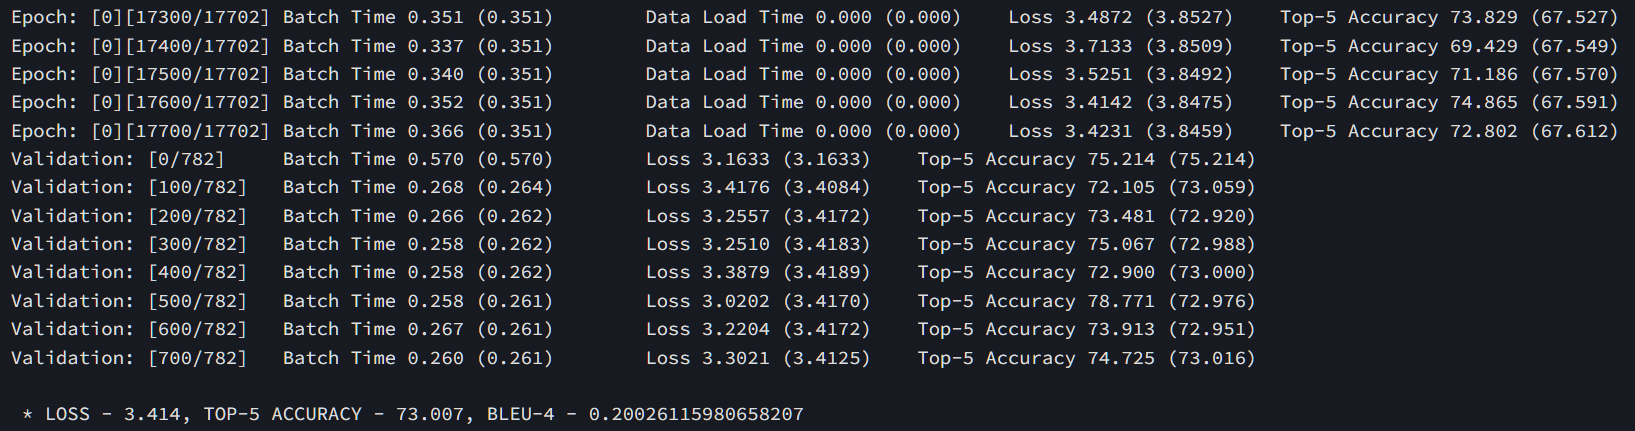 Epoch: [0][17300/17702] Batch Time 0.351 (0.351) Data Load Time 0.000 (0.000) Loss 3.4872 (3.8527) Top-5 Accuracy 73.829 (67.527)
Epoch: [0][17400/17702] Batch Time 0.337 (0.351) Data Load Time 0.000 (0.000) Loss 3.7133 (3.8509) Top-5 Accuracy 69.429 (67.549)
Epoch: [0][17500/17702] Batch Time 0.340 (0.351) Data Load Time 0.000 (0.000) Loss 3.5251 (3.8492) Top-5 Accuracy 71.186 (67.570)
Epoch: [0][17600/17702] Batch Time 0.352 (0.351) Data Load Time 0.000 (0.000) Loss 3.4142 (3.8475) Top-5 Accuracy 74.865 (67.591)
Epoch: [0][17700/17702] Batch Time 0.366 (0.351) Data Load Time 0.000 (0.000) Loss 3.4231 (3.8459) Top-5 Accuracy 72.802 (67.612)
Validation: [0/782] Batch Time 0.570 (0.570) Loss 3.1633 (3.1633) Top-5 Accuracy 75.214 (75.214)
Validation: [100/782] Batch Time 0.268 (0.264) Loss 3.4176 (3.4084) Top-5 Accuracy 72.105 (73.059)
Validation: [200/782] Batch Time 0.266 (0.262) Loss 3.2557 (3.4172) Top-5 Accuracy 73.481 (72.920)
Validation: [300/782] Batch Time 0.258 (0.262) Loss 3.2510 (3.4183) Top-5 Accuracy 75.067 (72.988)
Validation: [400/782] Batch Time 0.258 (0.262) Loss 3.3879 (3.4189) Top-5 Accuracy 72.900 (73.000)
Validation: [500/782] Batch Time 0.258 (0.261) Loss 3.0202 (3.4170) Top-5 Accuracy 78.771 (72.976)
Validation: [600/782] Batch Time 0.267 (0.261) Loss 3.2204 (3.4172) Top-5 Accuracy 73.913 (72.951)
Validation: [700/782] Batch Time 0.260 (0.261) Loss 3.3021 (3.4125) Top-5 Accuracy 74.725 (73.016)
* LOSS - 3.414, TOP-5 ACCURACY - 73.007, BLEU-4 - 0.20026115980658207